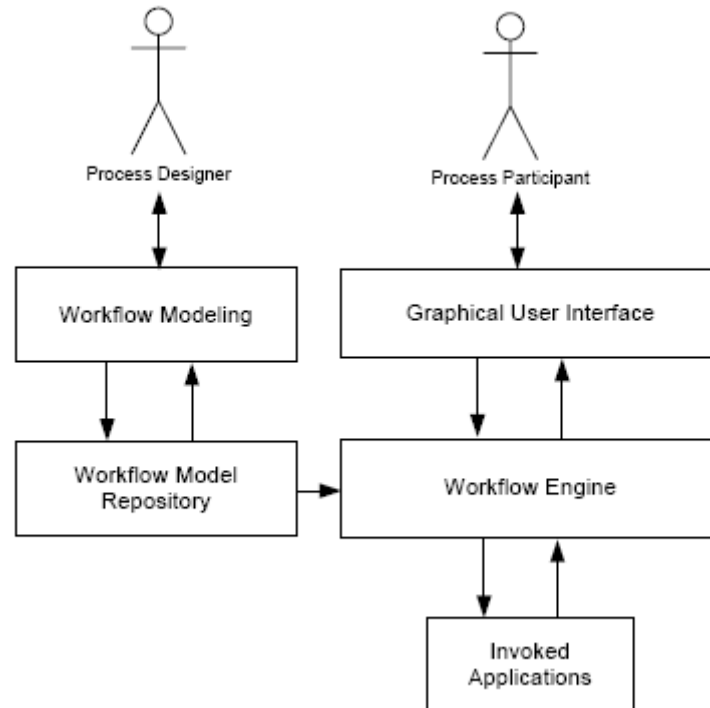 Process Designer
Process Participant
Workflow Modeling
Graphical User Interface
Workflow Model
Repository
Workflow Engine
Invoked
Applications